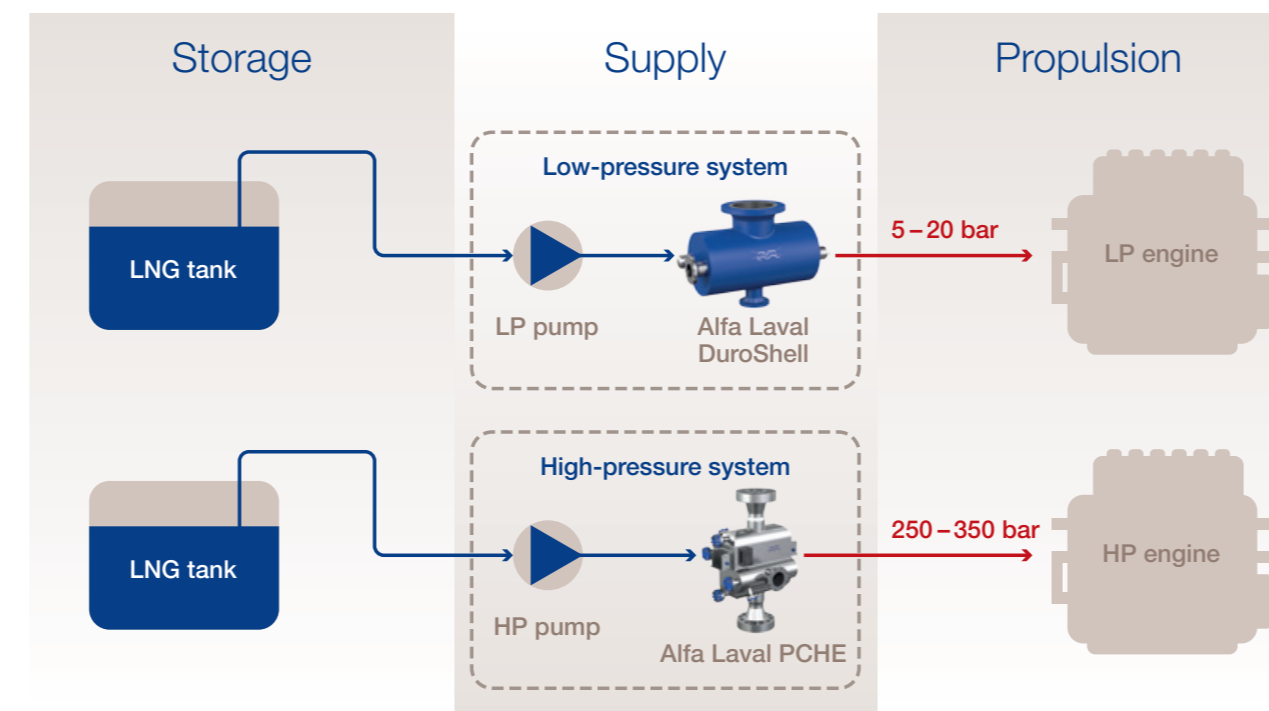 Storage
Supply
Propulsion
Low-pressure system
LNG tank
LP pump
Alfa Laval
DuroShell
5 – 20 bar
LP engine
High-pressure system
LNG tank
HP pump
Alfa Laval PCHE
250 – 350 bar
HP engine